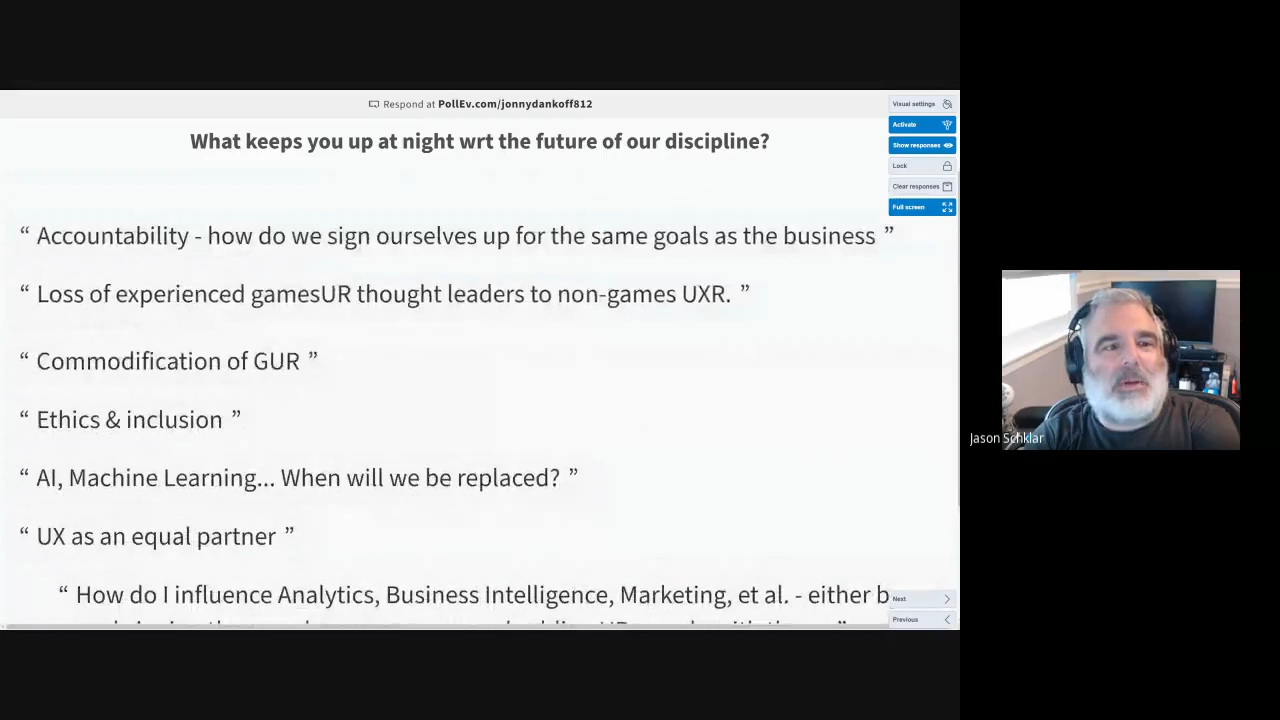 Respond at PollEv.com/jonnydankoff812
What keeps you up at night wrt the future of our discipline?
“ Accountability - how do we sign ourselves up for the same goals as the business ”
“ Loss of experienced gamesUR thought leaders to non-games UXR. ”
“ Commodification of GUR ”
“ Ethics & inclusion ”
“ AI, Machine Learning... When will we be replaced? ”
“ UX as an equal partner ”
“ How do I influence Analytics, Business Intelligence, Marketing, et al. - either b
Visual settings
Activate
Show responses
Lock
Clear responses
Full screen
Next
Previous
Jason Schklar